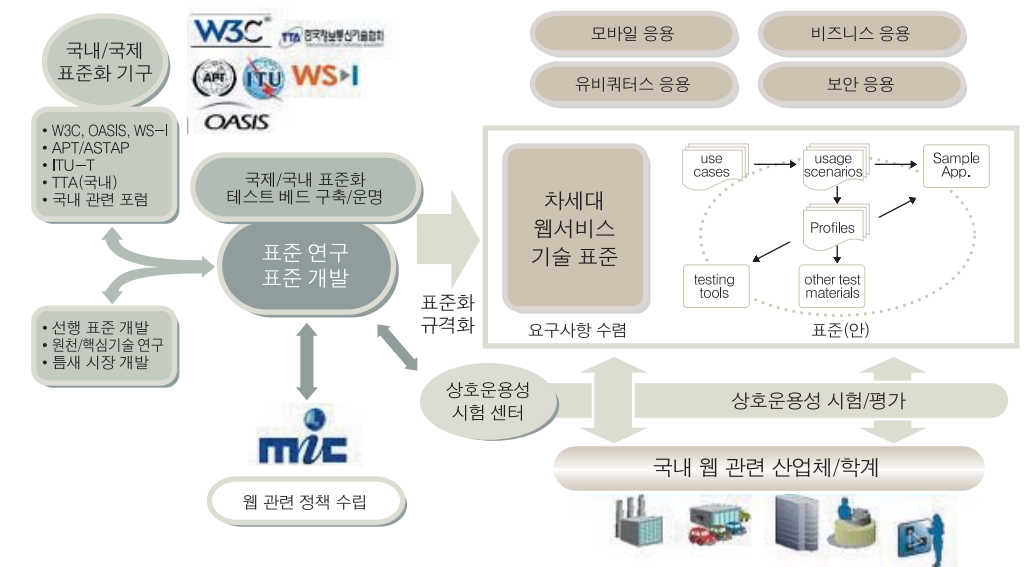 국내/국제
표준화 기구
W3C
TTA 한국정보통신기술협회
APT
ITU
WS-I
OASIS
• W3C, OASIS, WS-I
• APT/ASTAP
• ITU-T
• TTA(국내)
• 국내 관련 포럼
국제/국내 표준화
테스트 베드 구축/운명
표준 연구
표준 개발
• 선행 표준 개발
• 원천/핵심기술 연구
• 틈새 시장 개발
표준화
규격화
mic
웹 관련 정책 수립
모바일 응용
비즈니스 응용
유비쿼터스 응용
보안 응용
차세대
웹서비스
기술 표준
요구사항 수렴
use
cases
usage
scenarios
Sample
App.
Profiles
testing
tools
other test
materials
표준(안)
상호운용성
시험 센터
상호운용성 시험/평가
국내 웹 관련 산업체/학계